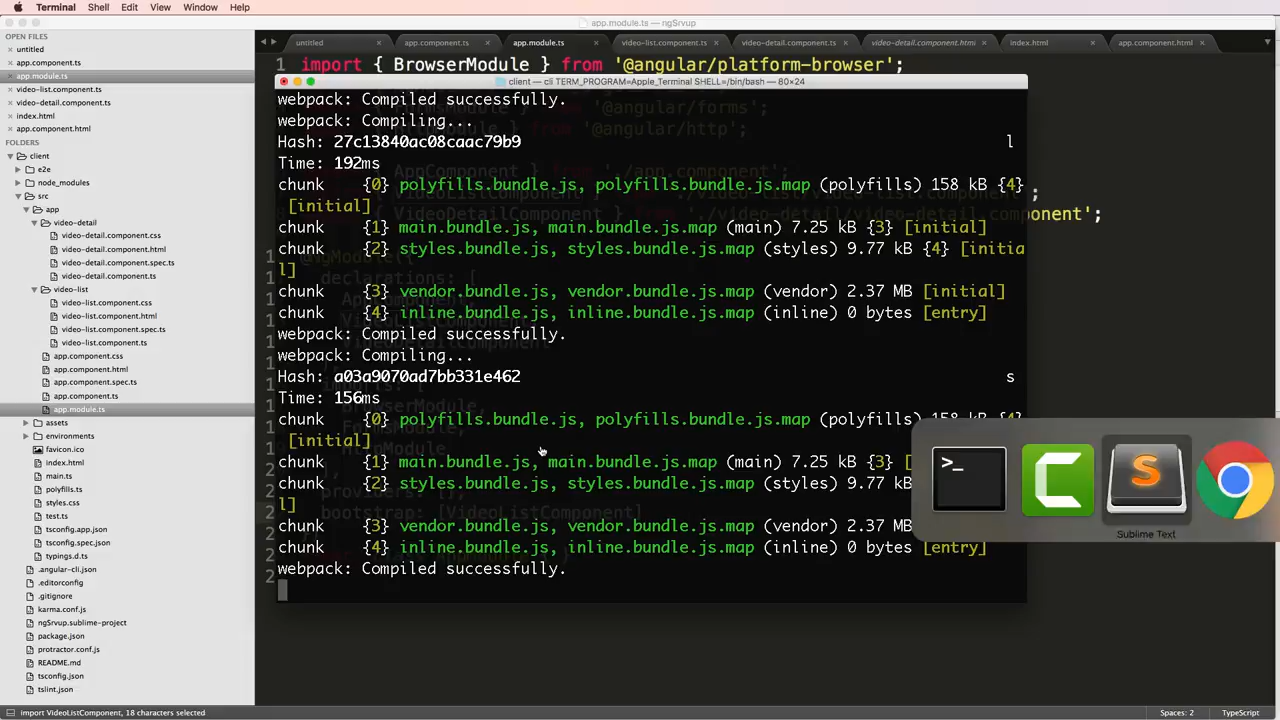 Terminal Shell Edit View Window Help
app.module.ts — ngSrvup
OPEN FILES
untitled
app.component.ts
app.module.ts
video-list.component.ts
video-detail.component.ts
index.html
app.component.html
FOLDERS
client
e2e
node_modules
src
app
video-detail
video-detail.component.css
video-detail.component.html
video-detail.component.spec.ts
video-detail.component.ts
video-list
video-list.component.css
video-list.component.html
video-list.component.spec.ts
video-list.component.ts
app.component.css
app.component.html
app.component.spec.ts
app.component.ts
app.module.ts
assets
environments
favicon.ico
index.html
main.ts
polyfills.ts
styles.css
test.ts
tsconfig.app.json
tsconfig.spec.json
typings.d.ts
.angular-cli.json
.editorconfig
.gitignore
karma.conf.js
ngSrvup.sublime-project
package.json
protractor.conf.js
README.md
tsconfig.json
tslint.json
untitled app.component.ts app.module.ts video-list.component.ts video-detail.component.ts video-detail.component.html index.html app.component.html
1 import { BrowserModule } from '@angular/platform-browser';
client — cli TERM_PROGRAM=Apple_Terminal SHELL=/bin/bash — 80×24
webpack: Compiled successfully.
webpack: Compiling...
Hash: 27c13840ac08caac79b9 l
Time: 192ms
chunk {0} polyfills.bundle.js, polyfills.bundle.js.map (polyfills) 158 kB {4}
[initial]
chunk {1} main.bundle.js, main.bundle.js.map (main) 7.25 kB {3} [initial]
chunk {2} styles.bundle.js, styles.bundle.js.map (styles) 9.77 kB {4} [initia
l]
chunk {3} vendor.bundle.js, vendor.bundle.js.map (vendor) 2.37 MB [initial]
chunk {4} inline.bundle.js, inline.bundle.js.map (inline) 0 bytes [entry]
webpack: Compiled successfully.
webpack: Compiling...
Hash: a03a9070ad7bb331e462 s
Time: 156ms
chunk {0} polyfills.bundle.js, polyfills.bundle.js.map (polyfills) 158 kB {4}
[initial]
chunk {1} main.bundle.js, main.bundle.js.map (main) 7.25 kB {3} [
chunk {2} styles.bundle.js, styles.bundle.js.map (styles) 9.77 kB
l]
chunk {3} vendor.bundle.js, vendor.bundle.js.map (vendor) 2.37 MB
chunk {4} inline.bundle.js, inline.bundle.js.map (inline) 0 bytes [entry]
webpack: Compiled successfully.
Sublime Text
import VideoListComponent, 18 characters selected
Spaces: 2 TypeScript